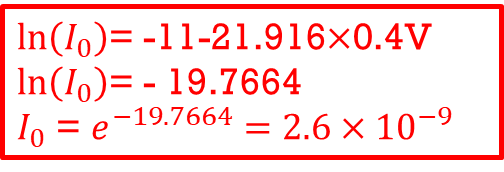 ln(I₀)= -11-21.916×0.4V
ln(I₀)= - 19.7664
I₀ = e⁻¹⁹·⁷⁶⁶⁴ = 2.6 × 10⁻⁹